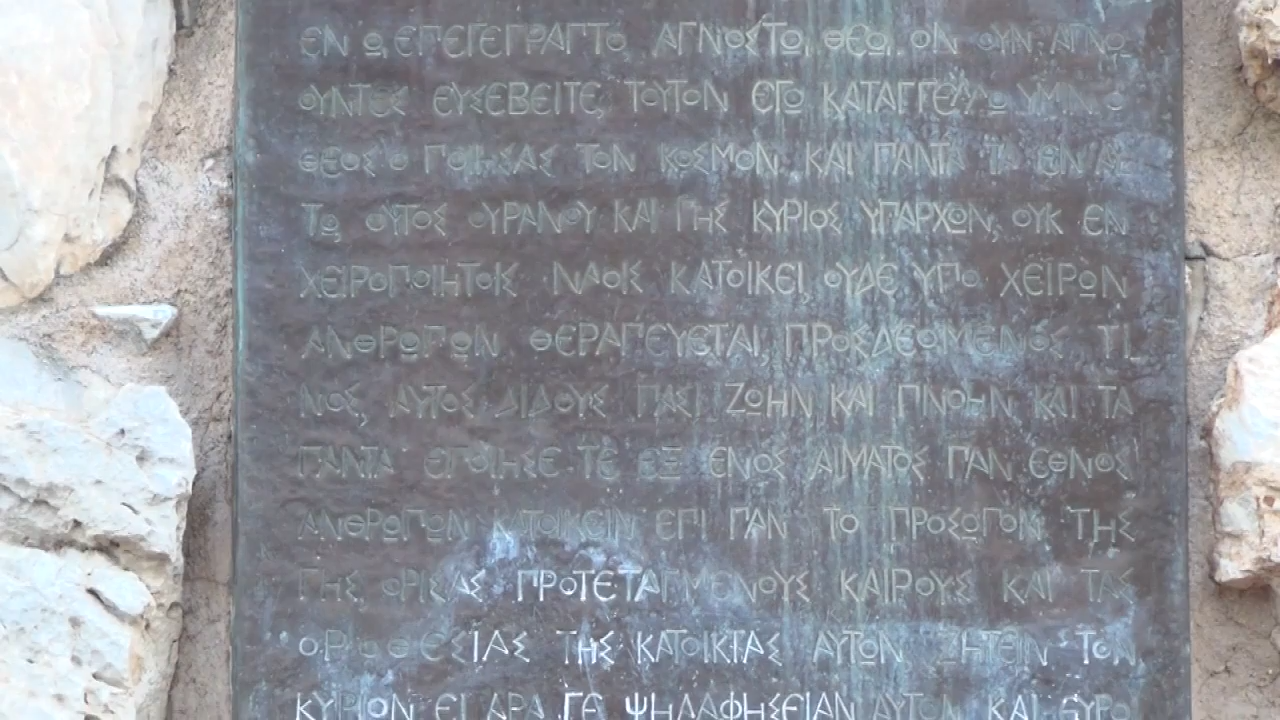 ΕΝ Ω, ΕΠΕΓΕΓΡΑΠΤΟ, ΑΓΝΩΣΤΩ, ΘΕΩ. ΟΝ ΟΥΝ ΑΓΝΟ
ΟΥΝΤΕΣ ΕΥΣΕΒΕΙΤΕ, ΤΟΥΤΟΝ ΕΓΩ ΚΑΤΑΓΓΕΛΛΩ ΥΜΙΝ. Ο
ΘΕΟΣ Ο ΠΟΙΗΣΑΣ ΤΟΝ ΚΟΣΜΟΝ ΚΑΙ ΠΑΝΤΑ ΤΑ ΕΝ ΑΥ
ΤΩ, ΟΥΤΟΣ ΟΥΡΑΝΟΥ ΚΑΙ ΓΗΣ ΚΥΡΙΟΣ ΥΠΑΡΧΩΝ, ΟΥΚ ΕΝ
ΧΕΙΡΟΠΟΙΗΤΟΙΣ ΝΑΟΙΣ ΚΑΤΟΙΚΕΙ, ΟΥΔΕ ΥΠΟ ΧΕΙΡΩΝ
ΑΝΘΡΩΠΩΝ ΘΕΡΑΠΕΥΕΤΑΙ, ΠΡΟΣΔΕΟΜΕΝΟΣ ΤΙ
ΝΟΣ, ΑΥΤΟΣ ΔΙΔΟΥΣ ΠΑΣΙ ΖΩΗΝ ΚΑΙ ΠΝΟΗΝ ΚΑΙ ΤΑ
ΠΑΝΤΑ ΕΠΟΙΗΣΕ ΤΕ ΕΞ ΕΝΟΣ ΑΙΜΑΤΟΣ ΠΑΝ ΕΘΝΟΣ
ΑΝΘΡΩΠΩΝ ΚΑΤΟΙΚΕΙΝ ΕΠΙ ΠΑΝ ΤΟ ΠΡΟΣΩΠΟΝ ΤΗΣ
ΓΗΣ, ΟΡΙΣΑΣ ΠΡΟΤΕΤΑΓΜΕΝΟΥΣ ΚΑΙΡΟΥΣ ΚΑΙ ΤΑΣ
ΟΡΟΘΕΣΙΑΣ ΤΗΣ ΚΑΤΟΙΚΙΑΣ ΑΥΤΩΝ ΖΗΤΕΙΝ ΤΟΝ
ΚΥΡΙΟΝ ΕΙ ΑΡΑ ΓΕ ΨΗΛΑΦΗΣΕΙΑΝ ΑΥΤΟΝ ΚΑΙ ΕΥΡΟ